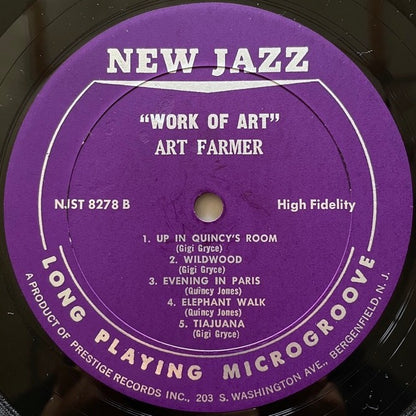 NEW JAZZ
"WORK OF ART"
ART FARMER
NJST 8278 B
High Fidelity
1. UP IN QUINCY'S ROOM
(Gigi Gryce)
2. WILDWOOD
(Gigi Gryce)
3. EVENING IN PARIS
(Quincy Jones)
4. ELEPHANT WALK
(Quincy Jones)
5. TIAJUANA
(Gigi Gryce)
LONG PLAYING MICROGROOVE
A PRODUCT OF PRESTIGE RECORDS INC., 203 S. WASHINGTON AVE., BERGENFIELD, N. J.